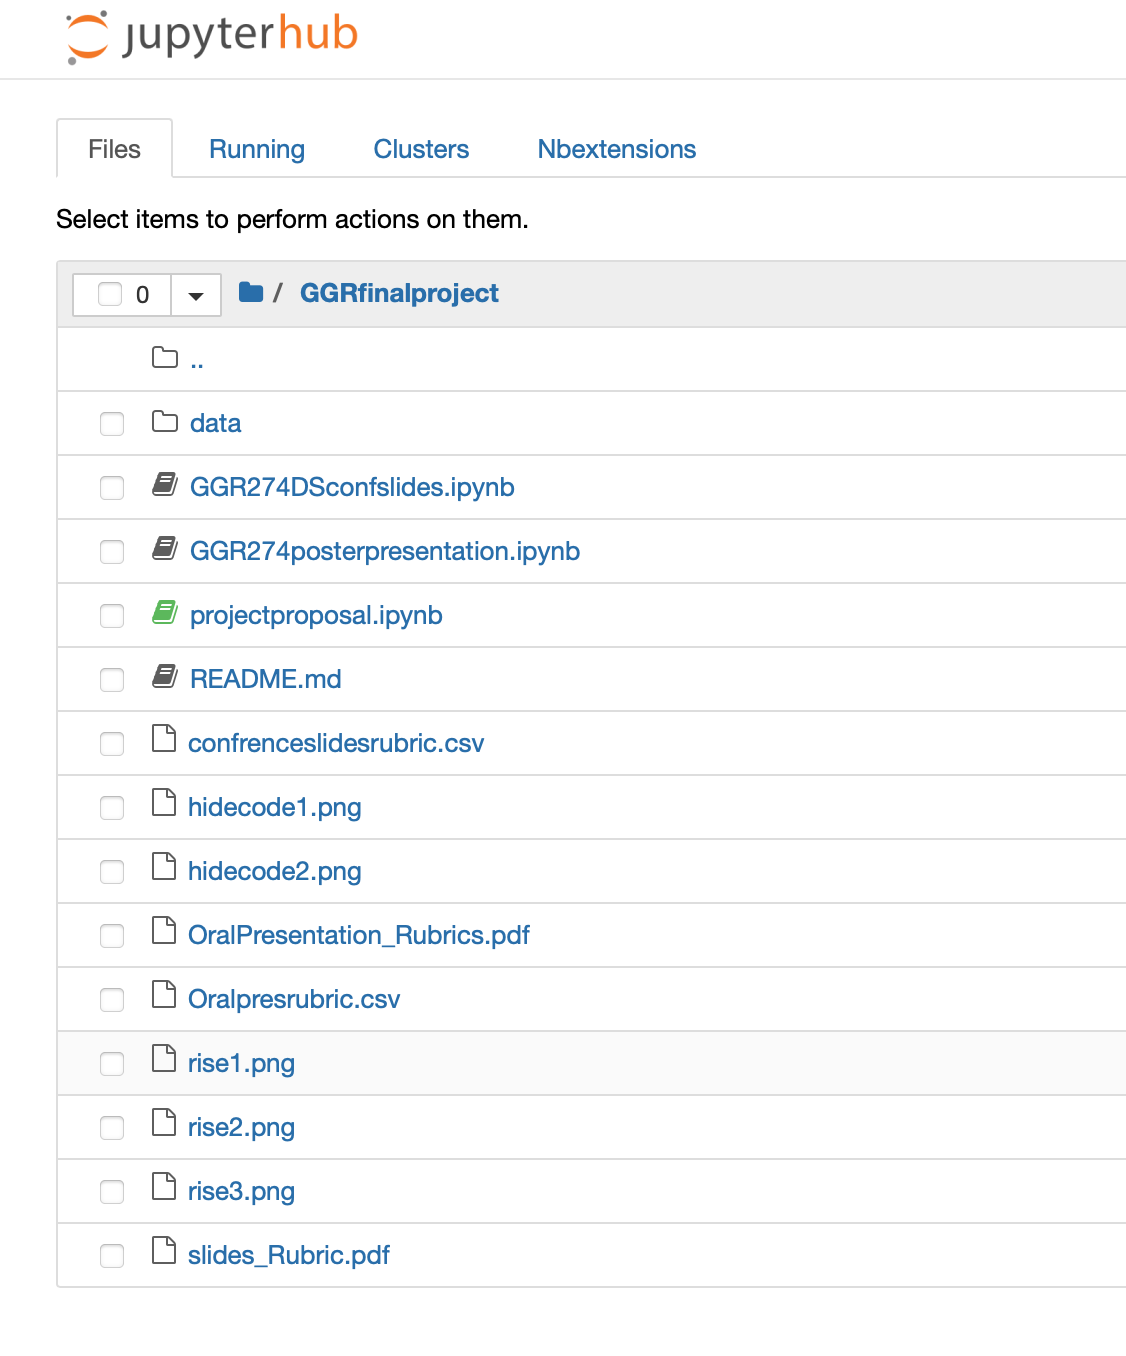 jupyterhub
Files Running Clusters Nbextensions
Select items to perform actions on them.
0 / GGRfinalproject
..
data
GGR274DSconfslides.ipynb
GGR274posterpresentation.ipynb
projectproposal.ipynb
README.md
confrenceslidesrubric.csv
hidecode1.png
hidecode2.png
OralPresentation_Rubrics.pdf
Oralpresrubric.csv
rise1.png
rise2.png
rise3.png
slides_Rubric.pdf